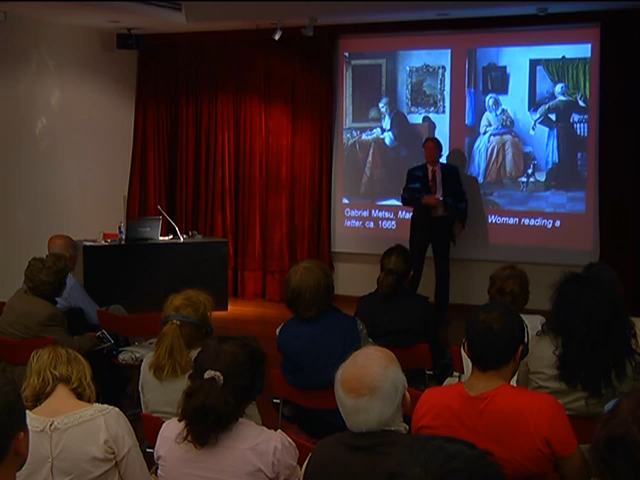 Gabriel Metsu, Man
letter, ca. 1665
Woman reading a